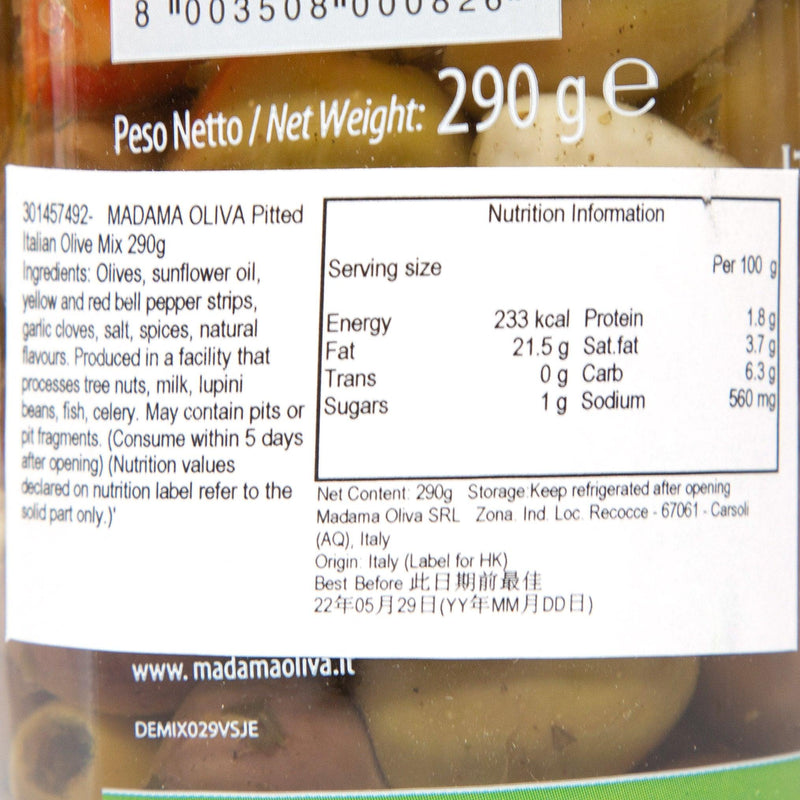 8 "003508"000826"
Peso Netto / Net Weight: 290 g ℮
301457492- MADAMA OLIVA Pitted
Italian Olive Mix 290g
Ingredients: Olives, sunflower oil,
yellow and red bell pepper strips,
garlic cloves, salt, spices, natural
flavours. Produced in a facility that
processes tree nuts, milk, lupini
beans, fish, celery. May contain pits or
pit fragments. (Consume within 5 days
after opening) (Nutrition values
declared on nutrition label refer to the
solid part only.)'
Nutrition Information
Serving size Per 100 g
Energy 233 kcal Protein 1.8 g
Fat 21.5 g Sat.fat 3.7 g
Trans 0 g Carb 6.3 g
Sugars 1 g Sodium 560 mg
Net Content: 290g Storage:Keep refrigerated after opening
Madama Oliva SRL Zona. Ind. Loc. Recocce - 67061 - Carsoli
(AQ), Italy
Origin: Italy (Label for HK)
Best Before 此日期前最佳
22年05月29日(YY年MM月DD日)
www.madamaoliva.it
DEMIX029VSJE